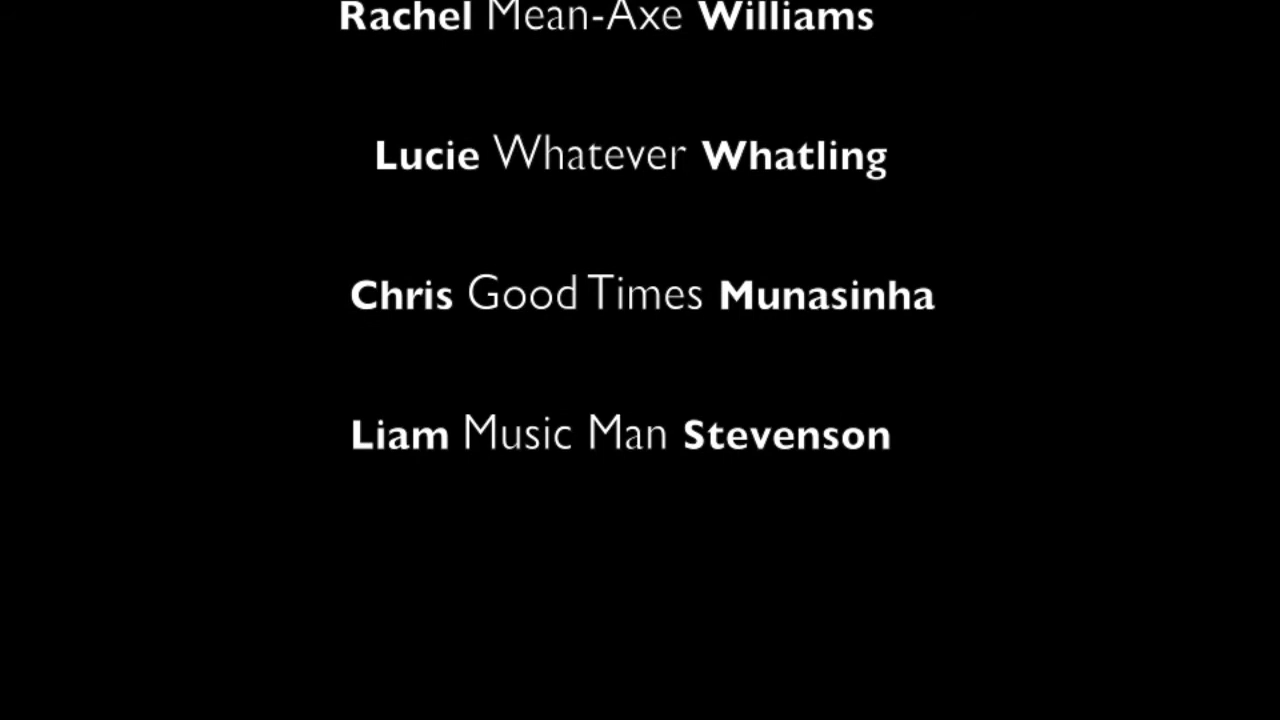 Rachel Mean-Axe Williams
Lucie Whatever Whatling
Chris Good Times Munasinha
Liam Music Man Stevenson